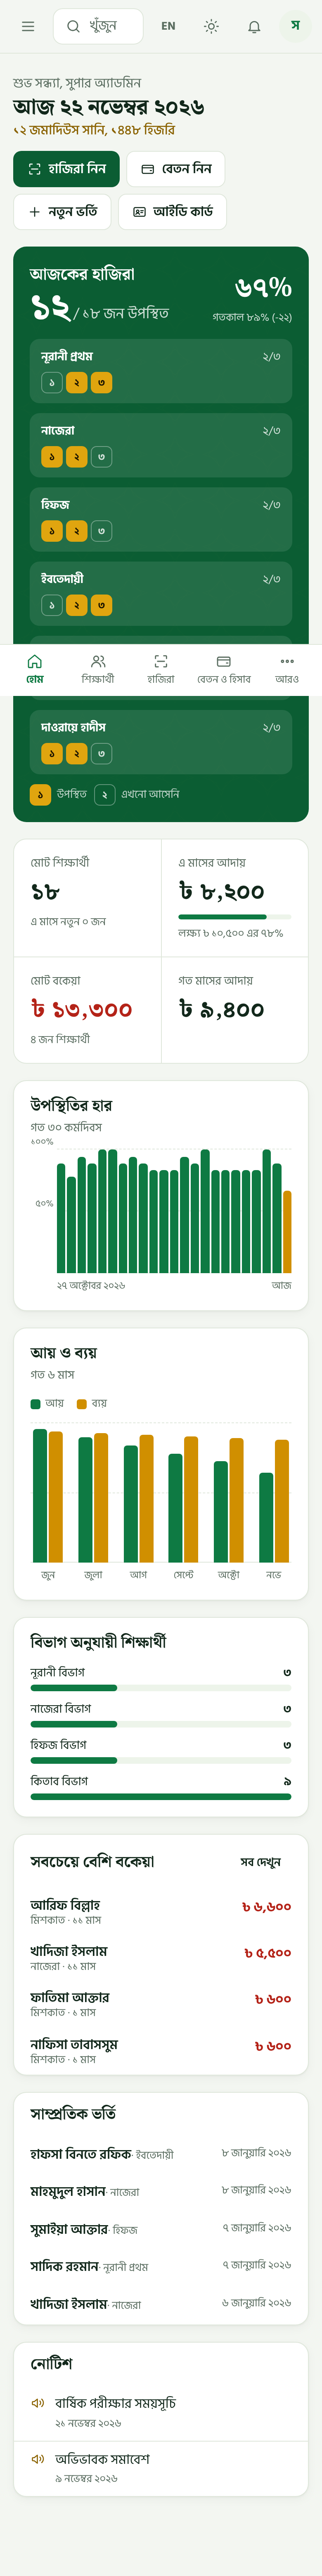 খুঁজুন EN স
শুভ সন্ধ্যা, সুপার অ্যাডমিন
আজ ২২ নভেম্বর ২০২৬
১২ জমাদিউস সানি, ১৪৪৮ হিজরি
হাজিরা নিন বেতন নিন
নতুন ভর্তি আইডি কার্ড
আজকের হাজিরা
১২ / ১৮ জন উপস্থিত
৬৭%
গতকাল ৮৯% (-২২)
নূরানী প্রথম ২/৩
১ ২ ৩
নাজেরা ২/৩
১ ২ ৩
হিফজ ২/৩
১ ২ ৩
ইবতেদায়ী ২/৩
১ ২ ৩
হোম শিক্ষার্থী হাজিরা বেতন ও হিসাব আরও
দাওরায়ে হাদীস ২/৩
১ ২ ৩
১ উপস্থিত ২ এখনো আসেনি
মোট শিক্ষার্থী
১৮
এ মাসে নতুন ০ জন
এ মাসের আদায়
৳ ৮,২০০
লক্ষ্য ৳ ১০,৫০০ এর ৭৮%
মোট বকেয়া
৳ ১৩,৩০০
৪ জন শিক্ষার্থী
গত মাসের আদায়
৳ ৯,৪০০
উপস্থিতির হার
গত ৩০ কর্মদিবস
১০০%
৫০%
২৭ অক্টোবর ২০২৬ আজ
আয় ও ব্যয়
গত ৬ মাস
আয় ব্যয়
জুন জুলা আগ সেপ্টে অক্টো নভে
বিভাগ অনুযায়ী শিক্ষার্থী
নূরানী বিভাগ ৩
নাজেরা বিভাগ ৩
হিফজ বিভাগ ৩
কিতাব বিভাগ ৯
সবচেয়ে বেশি বকেয়া সব দেখুন
আরিফ বিল্লাহ ৳ ৬,৬০০
মিশকাত · ১১ মাস
খাদিজা ইসলাম ৳ ৫,৫০০
নাজেরা · ১১ মাস
ফাতিমা আক্তার ৳ ৬০০
মিশকাত · ১ মাস
নাফিসা তাবাসসুম ৳ ৬০০
মিশকাত · ১ মাস
সাম্প্রতিক ভর্তি
হাফসা বিনতে রফিক · ইবতেদায়ী ৮ জানুয়ারি ২০২৬
মাহমুদুল হাসান · নাজেরা ৮ জানুয়ারি ২০২৬
সুমাইয়া আক্তার · হিফজ ৭ জানুয়ারি ২০২৬
সাদিক রহমান · নূরানী প্রথম ৭ জানুয়ারি ২০২৬
খাদিজা ইসলাম · নাজেরা ৬ জানুয়ারি ২০২৬
নোটিশ
বার্ষিক পরীক্ষার সময়সূচি
২১ নভেম্বর ২০২৬
অভিভাবক সমাবেশ
৯ নভেম্বর ২০২৬